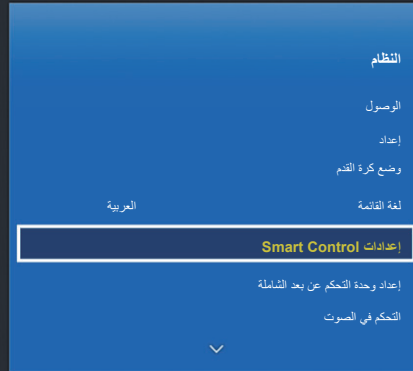 النظام
الوصول
إعداد
وضع كرة القدم
لغة القائمة العربية
إعدادات Smart Control
إعداد وحدة التحكم عن بعد الشاملة
التحكم في الصوت